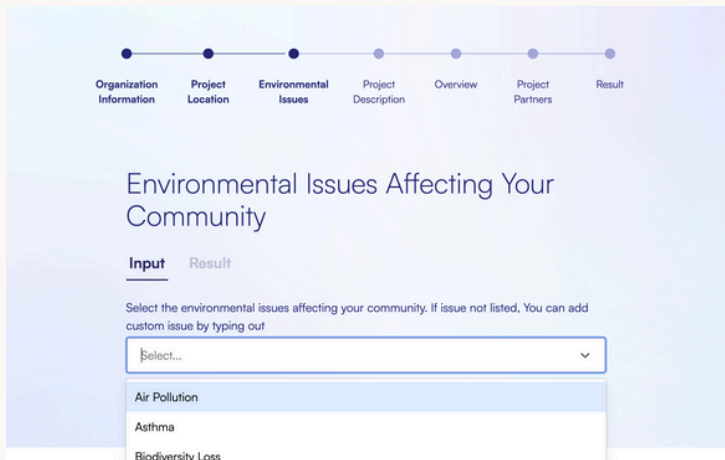 Organization Information
Project Location
Environmental Issues
Project Description
Overview
Project Partners
Result
Environmental Issues Affecting Your
Community
Input Result
Select the environmental issues affecting your community. If issue not listed, You can add
custom issue by typing out
Select...
Air Pollution
Asthma
Biodiversity Loss